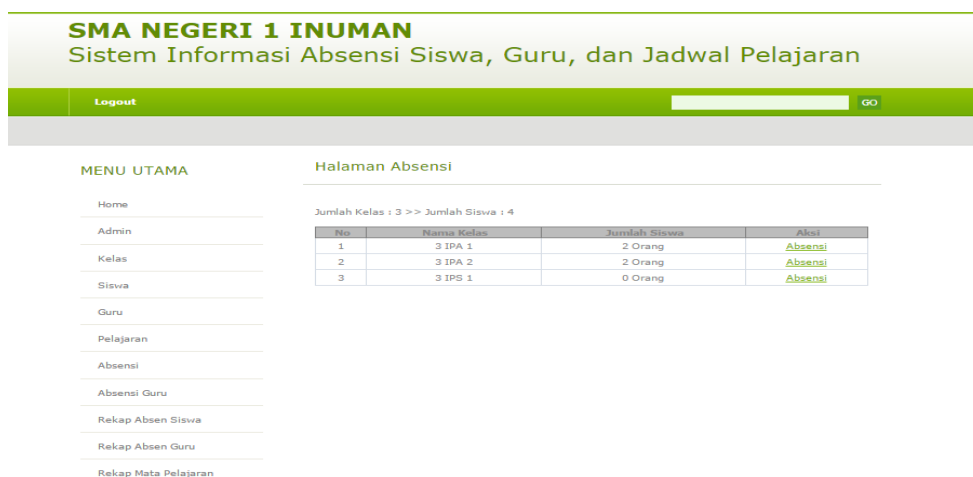 SMA NEGERI 1 INUMAN
Sistem Informasi Absensi Siswa, Guru, dan Jadwal Pelajaran
Logout GO
MENU UTAMA
Home
Admin
Kelas
Siswa
Guru
Pelajaran
Absensi
Absensi Guru
Rekap Absen Siswa
Rekap Absen Guru
Rekap Mata Pelajaran
Halaman Absensi
Jumlah Kelas : 3 >> Jumlah Siswa : 4
No Nama Kelas Jumlah Siswa Aksi
1 3 IPA 1 2 Orang Absensi
2 3 IPA 2 2 Orang Absensi
3 3 IPS 1 0 Orang Absensi